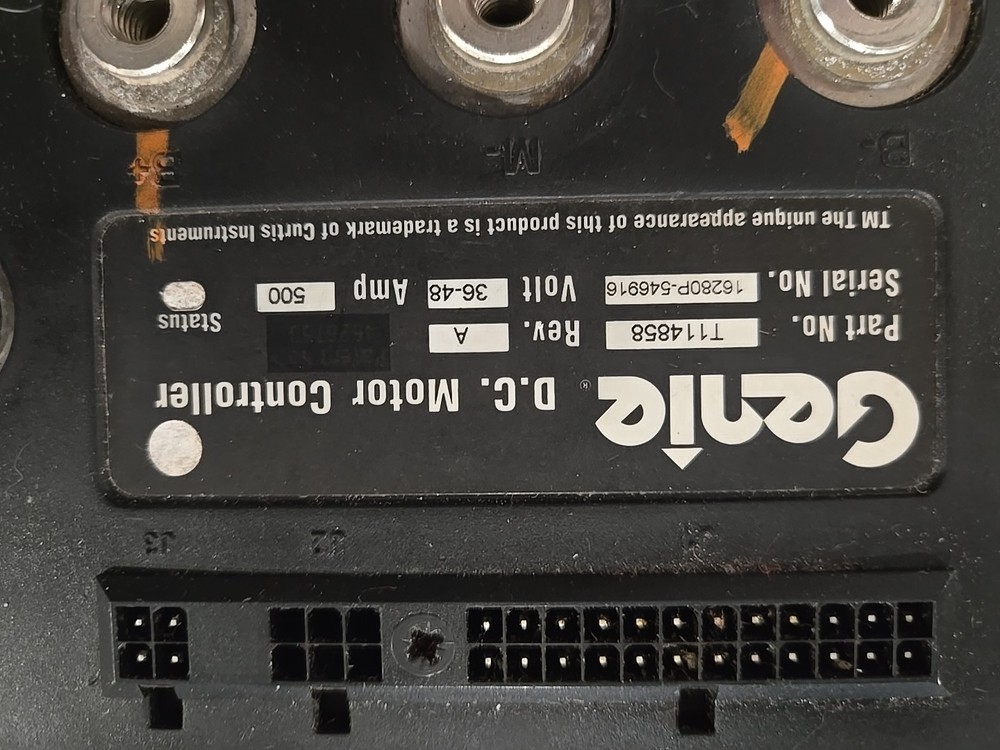 J2 J3
Genie® D.C. Motor Controller
Part No. T114858 Rev. A Status
Serial No. 16280P-546916 Volt 36-48 Amp 500
TM The unique appearance of this product is a trademark of Curtis Instruments
B- M- B+